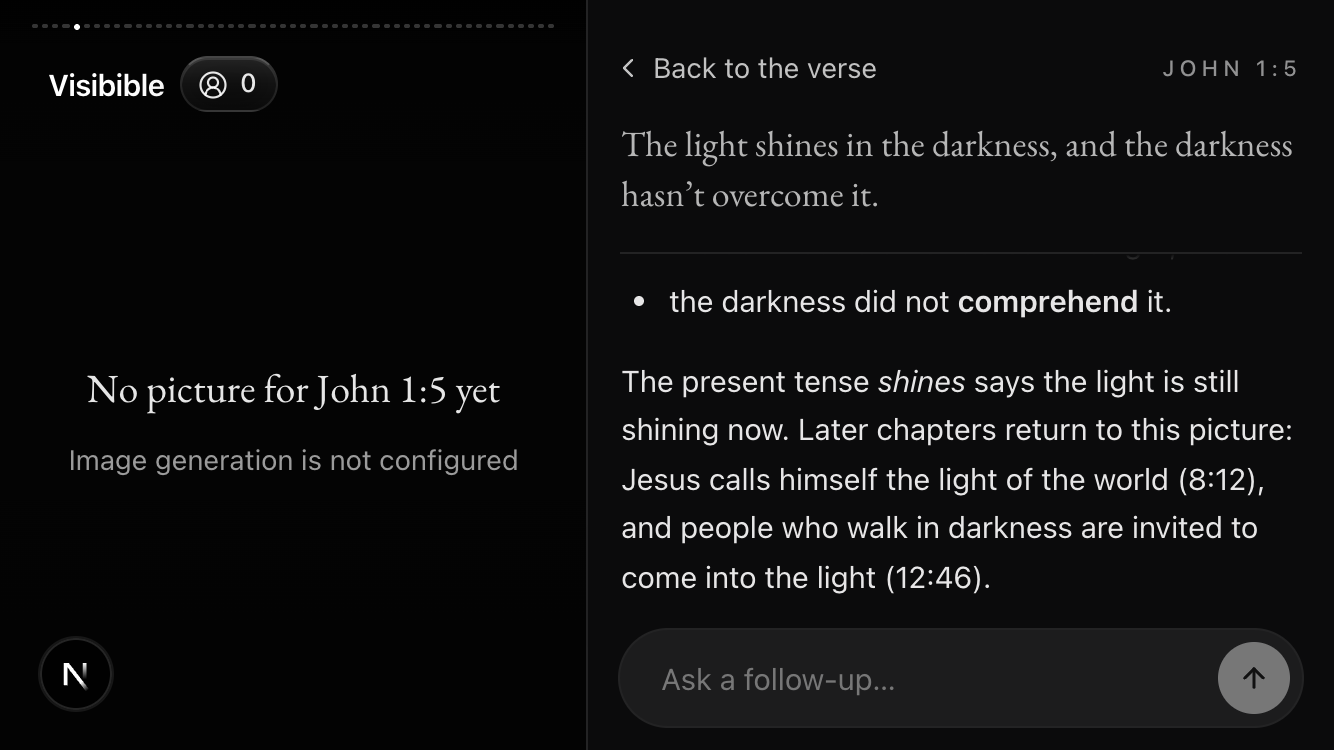 Visibible
0
No picture for John 1:5 yet
Image generation is not configured
N
Back to the verse
JOHN 1:5
The light shines in the darkness, and the darkness
hasn’t overcome it.
the darkness did not comprehend it.
The present tense shines says the light is still
shining now. Later chapters return to this picture:
Jesus calls himself the light of the world (8:12),
and people who walk in darkness are invited to
come into the light (12:46).
Ask a follow-up...